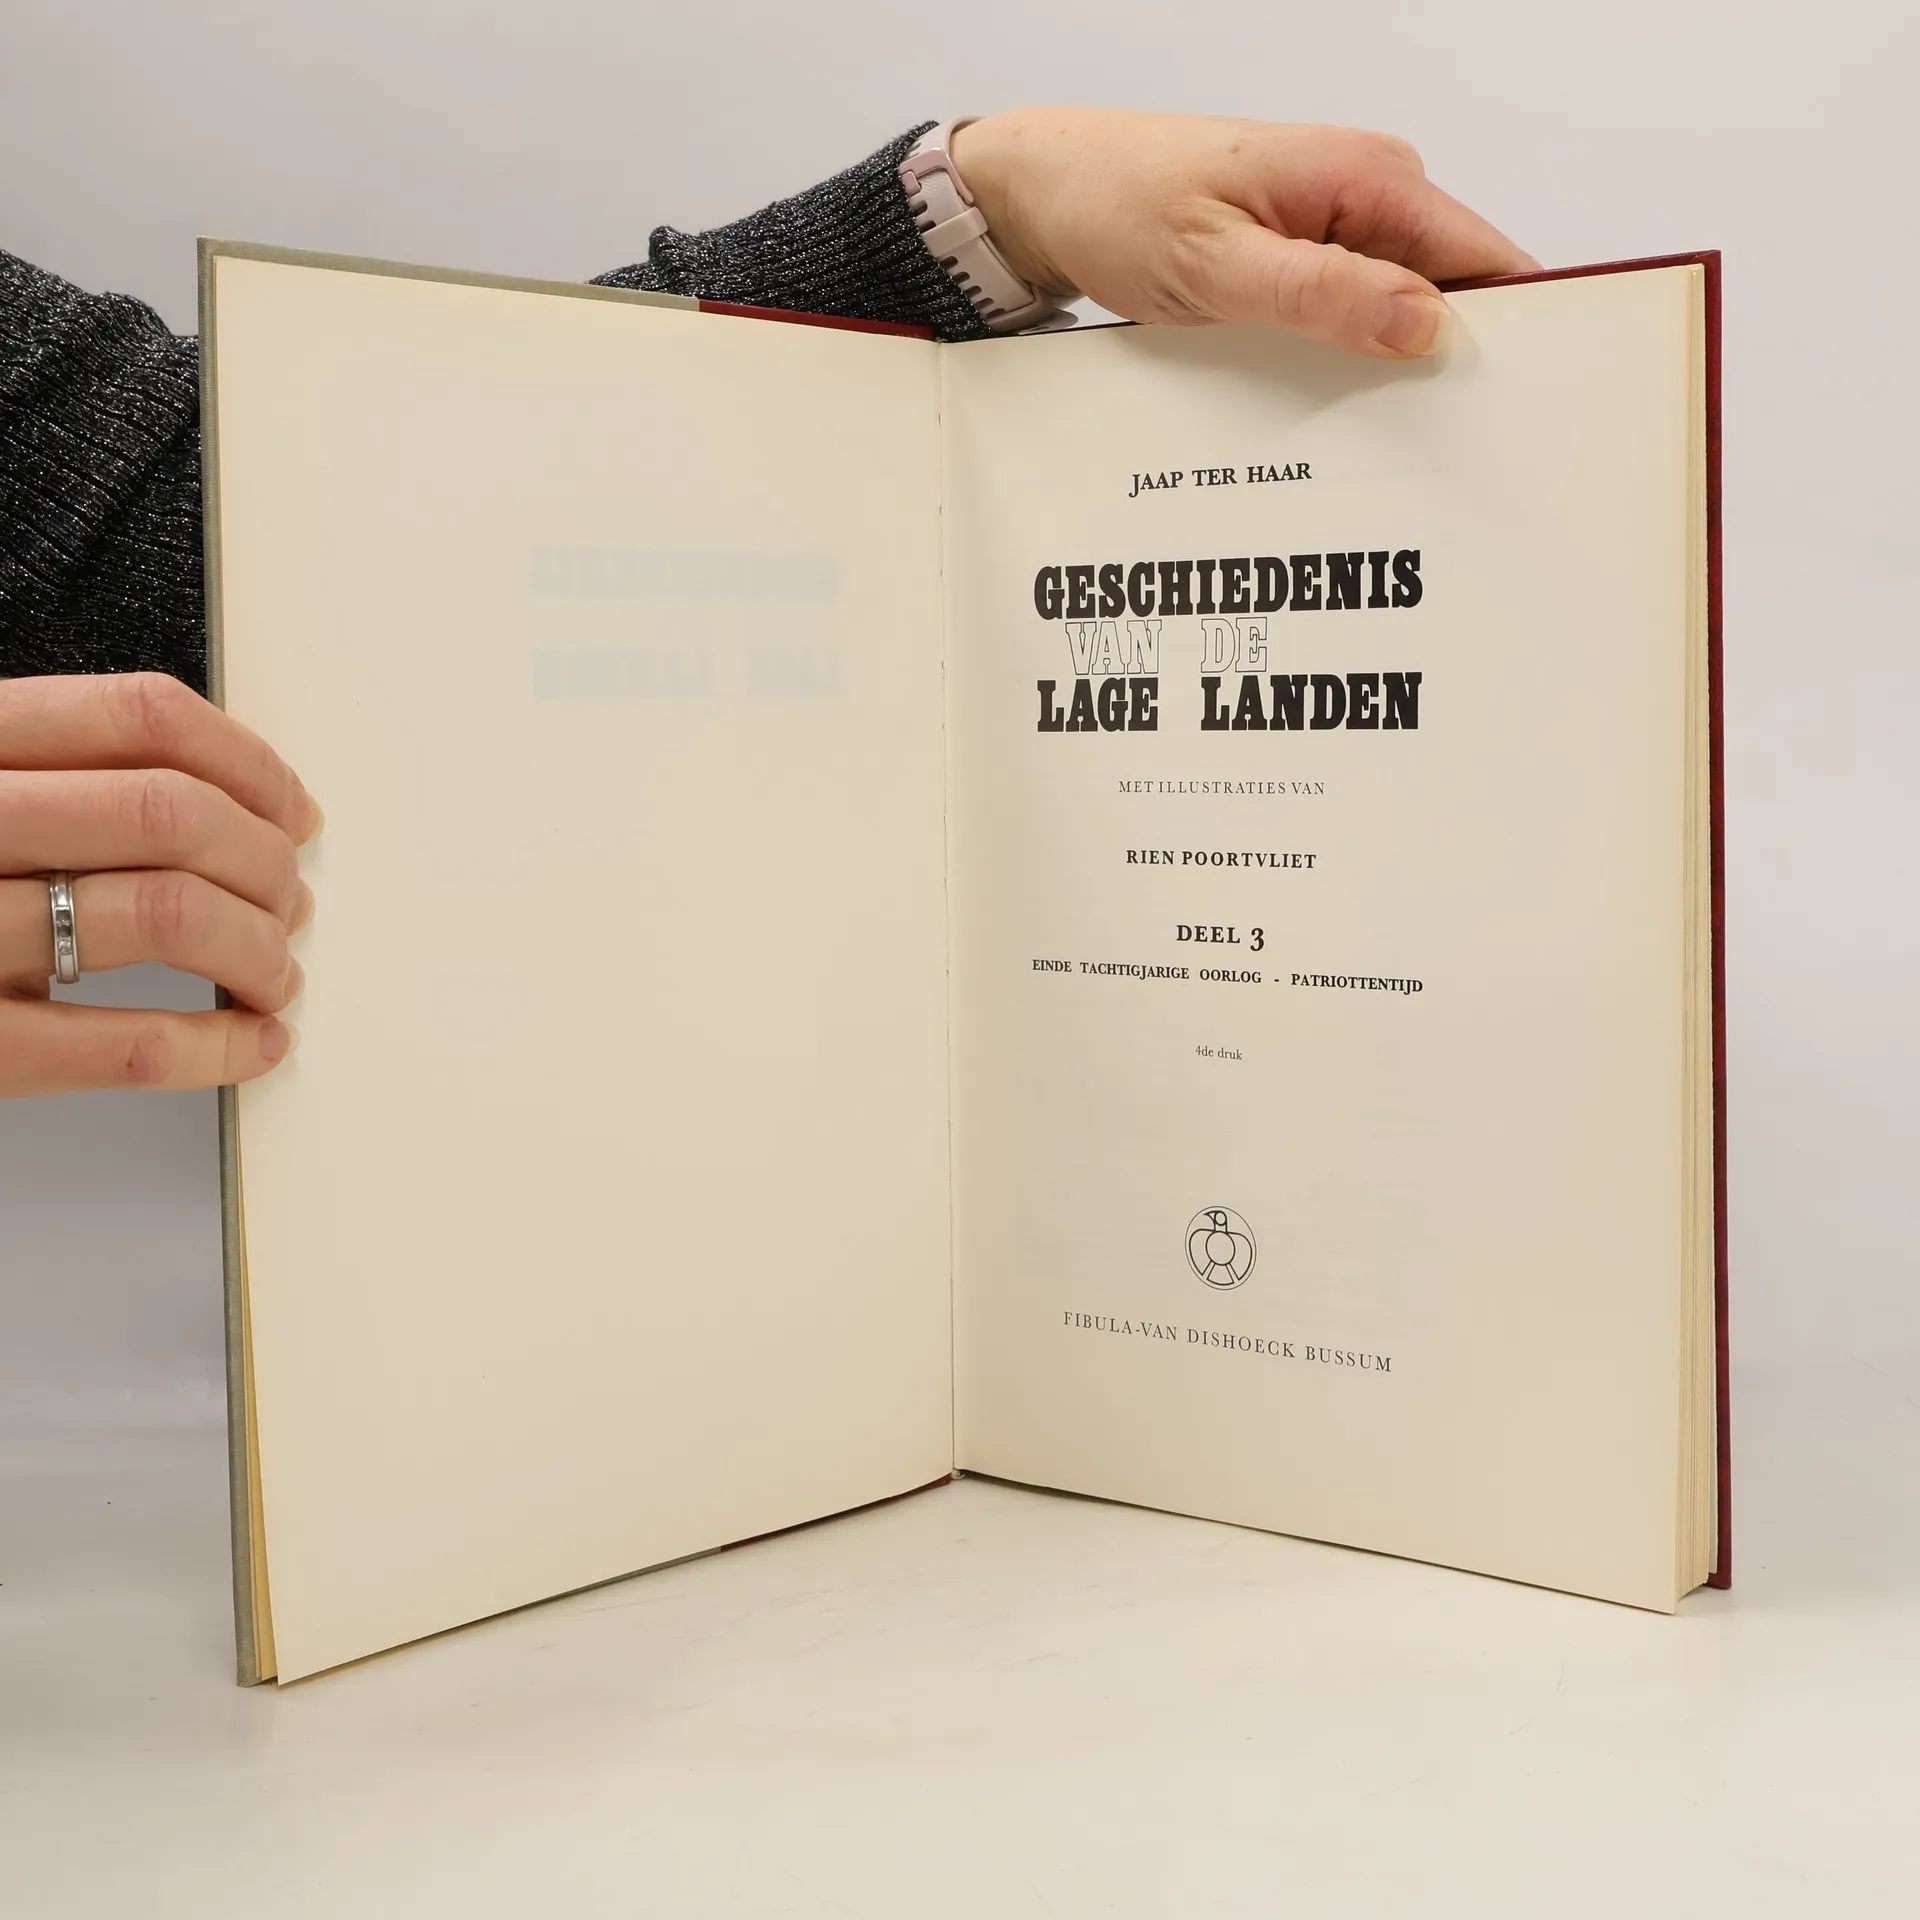 JAAP TER HAAR
GESCHIEDENIS
VAN DE
LAGE LANDEN
MET ILLUSTRATIES VAN
RIEN POORTVLIET
DEEL 3
EINDE TACHTIGJARIGE OORLOG - PATRIOTTENTIJD
4de druk
FIBULA-VAN DISHOECK BUSSUM